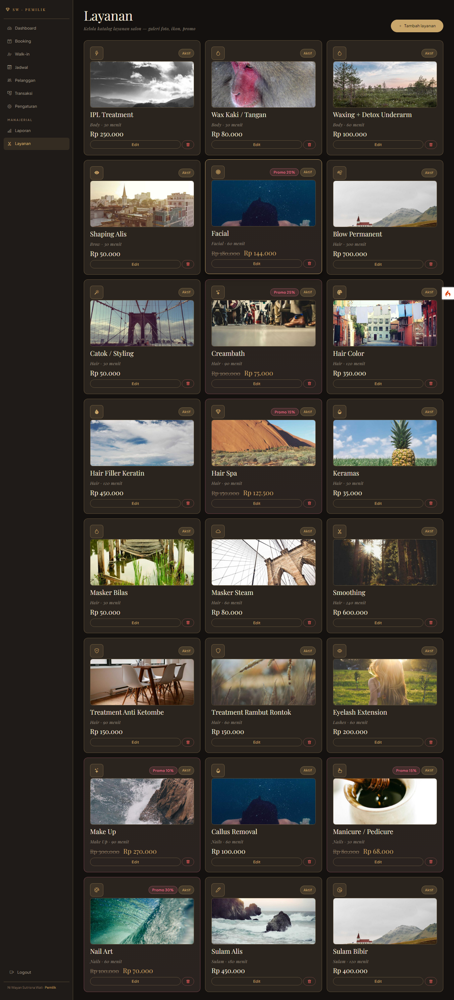 SW · PEMILIK
Dashboard
Booking
Walk-in
Jadwal
Pelanggan
Transaksi
Pengaturan
MANAJERIAL
Laporan
Layanan
Logout
Ni Wayan Sutrisna Wati · Pemilik
Layanan
Kelola katalog layanan salon — galeri foto, ikon, promo
+ Tambah layanan
Aktif
IPL Treatment
Body · 30 menit
Rp 250.000
Edit
Aktif
Wax Kaki / Tangan
Body · 30 menit
Rp 80.000
Edit
Aktif
Waxing + Detox Underarm
Body · 60 menit
Rp 100.000
Edit
Aktif
Shaping Alis
Brow · 30 menit
Rp 50.000
Edit
Promo 20% Aktif
Facial
Facial · 60 menit
Rp 180.000 Rp 144.000
Edit
Aktif
Blow Permanent
Hair · 300 menit
Rp 700.000
Edit
Aktif
Catok / Styling
Hair · 30 menit
Rp 50.000
Edit
Promo 25% Aktif
Creambath
Hair · 90 menit
Rp 100.000 Rp 75.000
Edit
Aktif
Hair Color
Hair · 120 menit
Rp 350.000
Edit
Aktif
Hair Filler Keratin
Hair · 120 menit
Rp 450.000
Edit
Promo 15% Aktif
Hair Spa
Hair · 90 menit
Rp 150.000 Rp 127.500
Edit
Aktif
Keramas
Hair · 30 menit
Rp 35.000
Edit
Aktif
Masker Bilas
Hair · 30 menit
Rp 50.000
Edit
Aktif
Masker Steam
Hair · 60 menit
Rp 80.000
Edit
Aktif
Smoothing
Hair · 240 menit
Rp 600.000
Edit
Aktif
Treatment Anti Ketombe
Hair · 90 menit
Rp 150.000
Edit
Aktif
Treatment Rambut Rontok
Hair · 60 menit
Rp 150.000
Edit
Aktif
Eyelash Extension
Lashes · 60 menit
Rp 200.000
Edit
Promo 10% Aktif
Make Up
Make Up · 90 menit
Rp 300.000 Rp 270.000
Edit
Aktif
Callus Removal
Nails · 60 menit
Rp 100.000
Edit
Promo 15% Aktif
Manicure / Pedicure
Nails · 30 menit
Rp 80.000 Rp 68.000
Edit
Promo 30% Aktif
Nail Art
Nails · 60 menit
Rp 100.000 Rp 70.000
Edit
Aktif
Sulam Alis
Sulam · 180 menit
Rp 450.000
Edit
Aktif
Sulam Bibir
Sulam · 120 menit
Rp 400.000
Edit